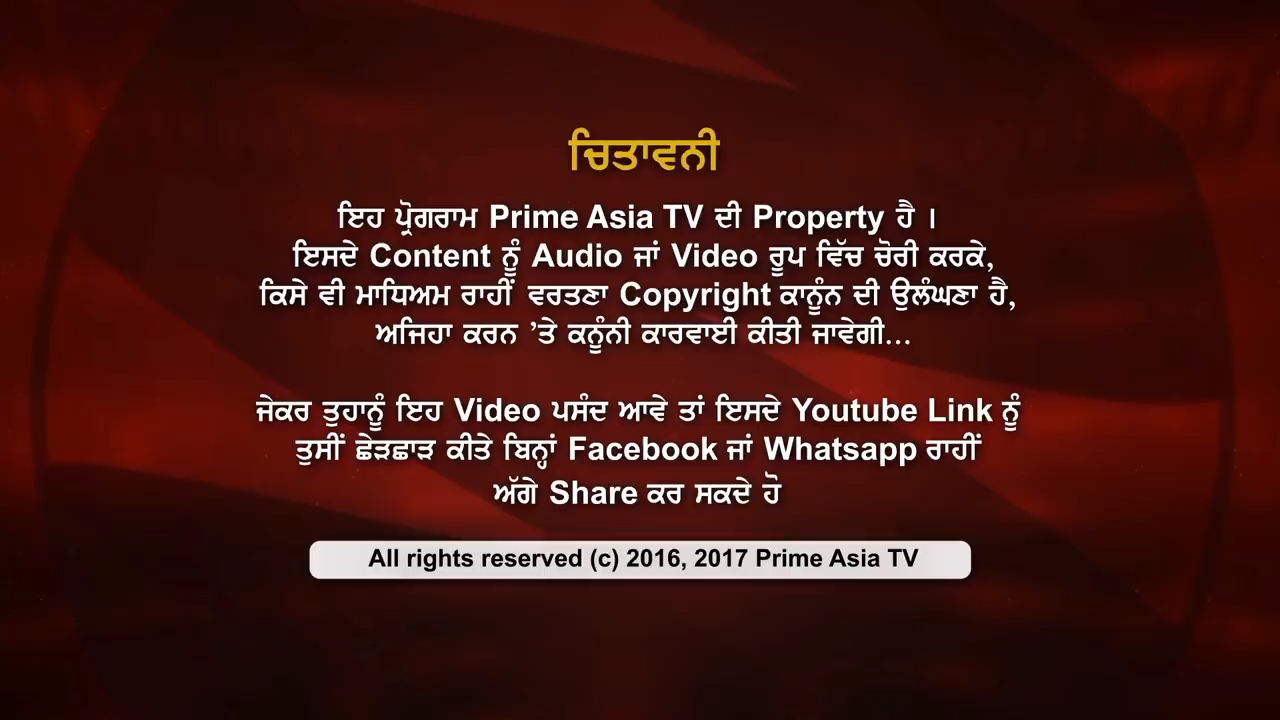 ਚਿਤਾਵਨੀ
ਇਹ ਪ੍ਰੋਗਰਾਮ Prime Asia TV ਦੀ Property ਹੈ ।
ਇਸਦੇ Content ਨੂੰ Audio ਜਾਂ Video ਰੂਪ ਵਿੱਚ ਚੋਰੀ ਕਰਕੇ,
ਕਿਸੇ ਵੀ ਮਾਧਿਅਮ ਰਾਹੀਂ ਵਰਤਣਾ Copyright ਕਾਨੂੰਨ ਦੀ ਉਲੰਘਣਾ ਹੈ,
ਅਜਿਹਾ ਕਰਨ ’ਤੇ ਕਨੂੰਨੀ ਕਾਰਵਾਈ ਕੀਤੀ ਜਾਵੇਗੀ...
ਜੇਕਰ ਤੁਹਾਨੂੰ ਇਹ Video ਪਸੰਦ ਆਵੇ ਤਾਂ ਇਸਦੇ Youtube Link ਨੂੰ
ਤੁਸੀਂ ਛੇੜਛਾੜ ਕੀਤੇ ਬਿਨ੍ਹਾਂ Facebook ਜਾਂ Whatsapp ਰਾਹੀਂ
ਅੱਗੇ Share ਕਰ ਸਕਦੇ ਹੋ
All rights reserved (c) 2016, 2017 Prime Asia TV